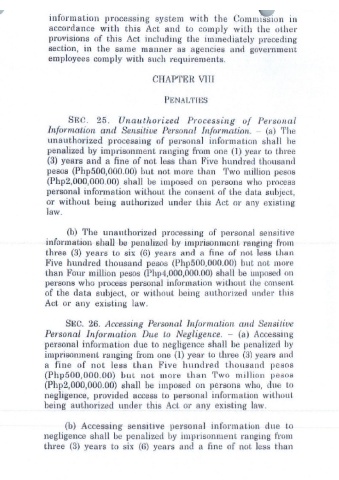 information processing system with the Commission in
accordance with this Act and to comply with the other
provisions of this Act including the immediately preceding
section, in the same manner as agencies and government
employees comply with such requirements.
CHAPTER VIII
PENALTIES
SEC. 25. Unauthorized Processing of Personal
Information and Sensitive Personal Information. – (a) The
unauthorized processing of personal information shall be
penalized by imprisonment ranging from one (1) year to three
(3) years and a fine of not less than Five hundred thousand
pesos (Php500,000.00) but not more than Two million pesos
(Php2,000,000.00) shall be imposed on persons who process
personal information without the consent of the data subject,
or without being authorized under this Act or any existing
law.
(b) The unauthorized processing of personal sensitive
information shall be penalized by imprisonment ranging from
three (3) years to six (6) years and a fine of not less than
Five hundred thousand pesos (Php500,000.00) but not more
than Four million pesos (Php4,000,000.00) shall be imposed on
persons who process personal information without the consent
of the data subject, or without being authorized under this
Act or any existing law.
SEC. 26. Accessing Personal Information and Sensitive
Personal Information Due to Negligence. – (a) Accessing
personal information due to negligence shall be penalized by
imprisonment ranging from one (1) year to three (3) years and
a fine of not less than Five hundred thousand pesos
(Php500,000.00) but not more than Two million pesos
(Php2,000,000.00) shall be imposed on persons who, due to
negligence, provided access to personal information without
being authorized under this Act or any existing law.
(b) Accessing sensitive personal information due to
negligence shall be penalized by imprisonment ranging from
three (3) years to six (6) years and a fine of not less than